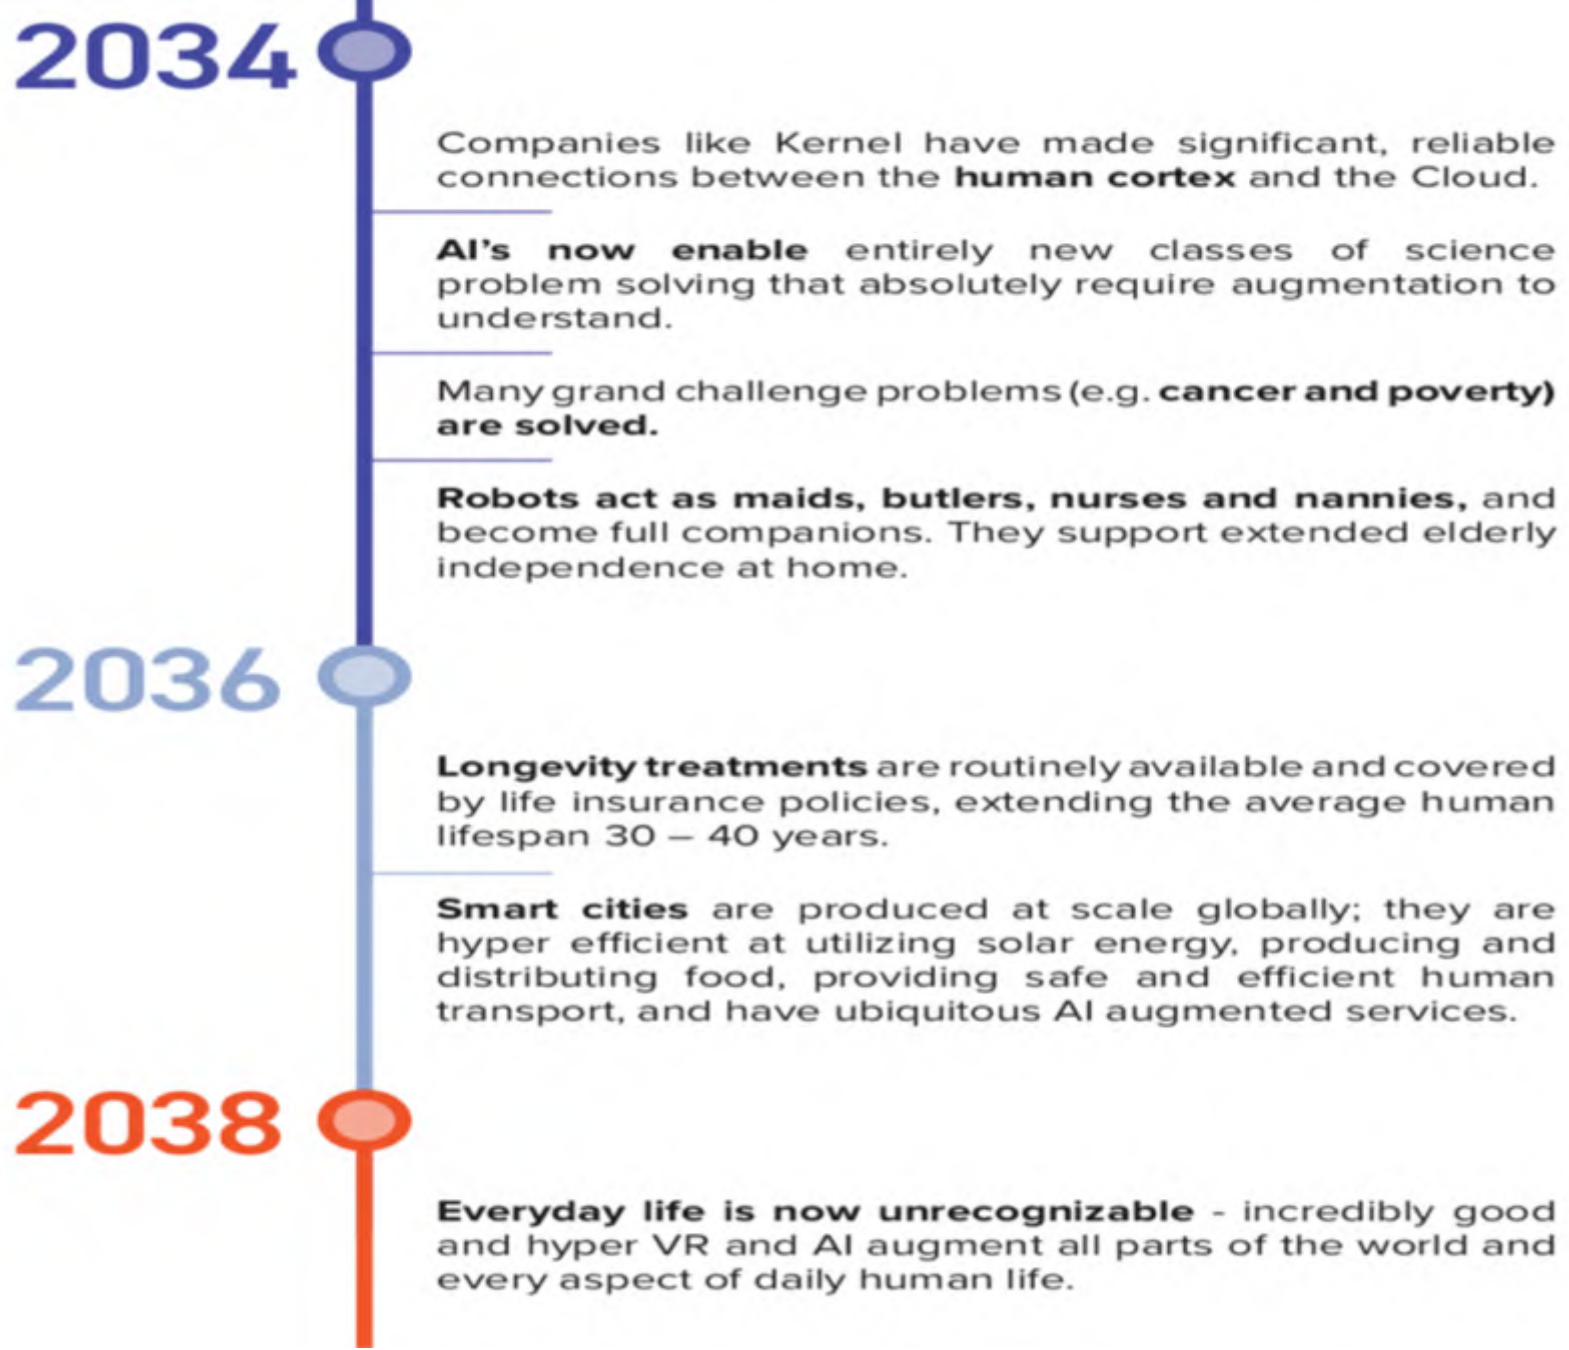 2034
Companies like Kernel have made significant, reliable
connections between the human cortex and the Cloud.
AI's now enable entirely new classes of science
problem solving that absolutely require augmentation to
understand.
Many grand challenge problems (e.g. cancer and poverty)
are solved.
Robots act as maids, butlers, nurses and nannies, and
become full companions. They support extended elderly
independence at home.
2036
Longevity treatments are routinely available and covered
by life insurance policies, extending the average human
lifespan 30 – 40 years.
Smart cities are produced at scale globally; they are
hyper efficient at utilizing solar energy, producing and
distributing food, providing safe and efficient human
transport, and have ubiquitous AI augmented services.
2038
Everyday life is now unrecognizable - incredibly good
and hyper VR and AI augment all parts of the world and
every aspect of daily human life.